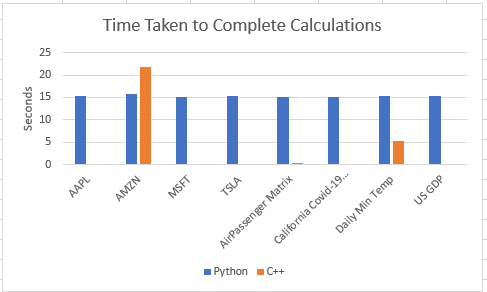 Time Taken to Complete Calculations
25
20
15
10
5
0
Seconds
AAPL
AMZN
MSFT
TSLA
AirPassenger Matrix
California Covid-19...
Daily Min Temp
US GDP
Python
C++